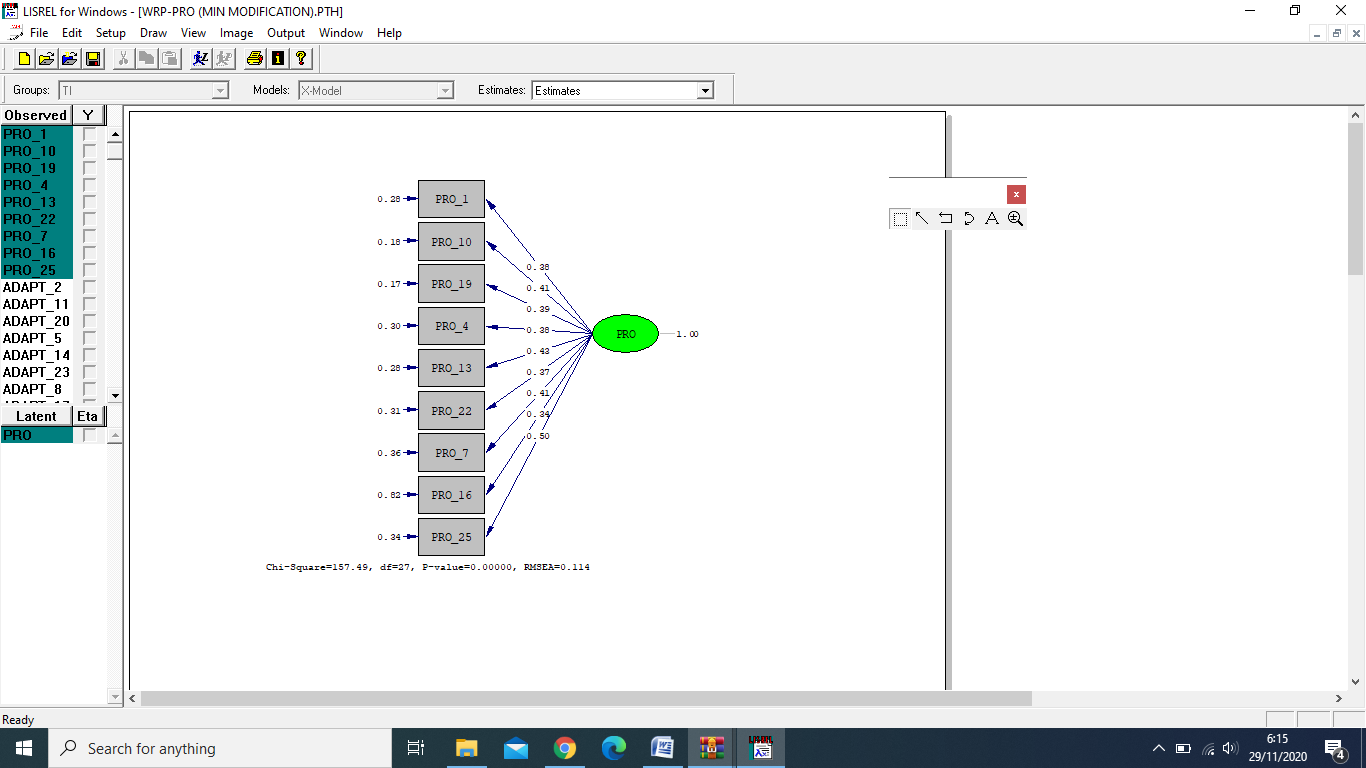 LISREL for Windows - [WRP-PRO (MIN MODIFICATION).PTH]
File Edit Setup Draw View Image Output Window Help
Groups: TI Models: X-Model Estimates: Estimates
Observed Y
PRO_1
PRO_10
PRO_19
PRO_4
PRO_13
PRO_22
PRO_7
PRO_16
PRO_25
ADAPT_2
ADAPT_11
ADAPT_20
ADAPT_5
ADAPT_14
ADAPT_23
ADAPT_8
Latent Eta
PRO
0.28 PRO_1
0.18 PRO_10
0.17 PRO_19
0.30 PRO_4
0.28 PRO_13
0.31 PRO_22
0.36 PRO_7
0.82 PRO_16
0.34 PRO_25
0.38
0.41
0.39
0.38
0.43
0.37
0.41
0.34
0.50
PRO 1.00
Chi-Square=157.49, df=27, P-value=0.00000, RMSEA=0.114
A
Ready
Search for anything
6:15
29/11/2020
4